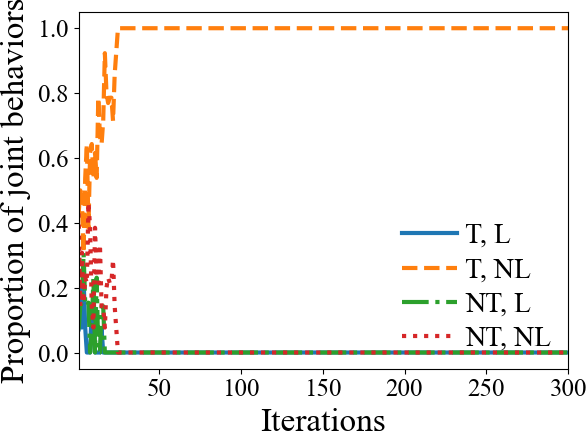 Proportion of joint behaviors
1.0
0.8
0.6
0.4
0.2
0.0
T, L
T, NL
NT, L
NT, NL
50 100 150 200 250 300
Iterations